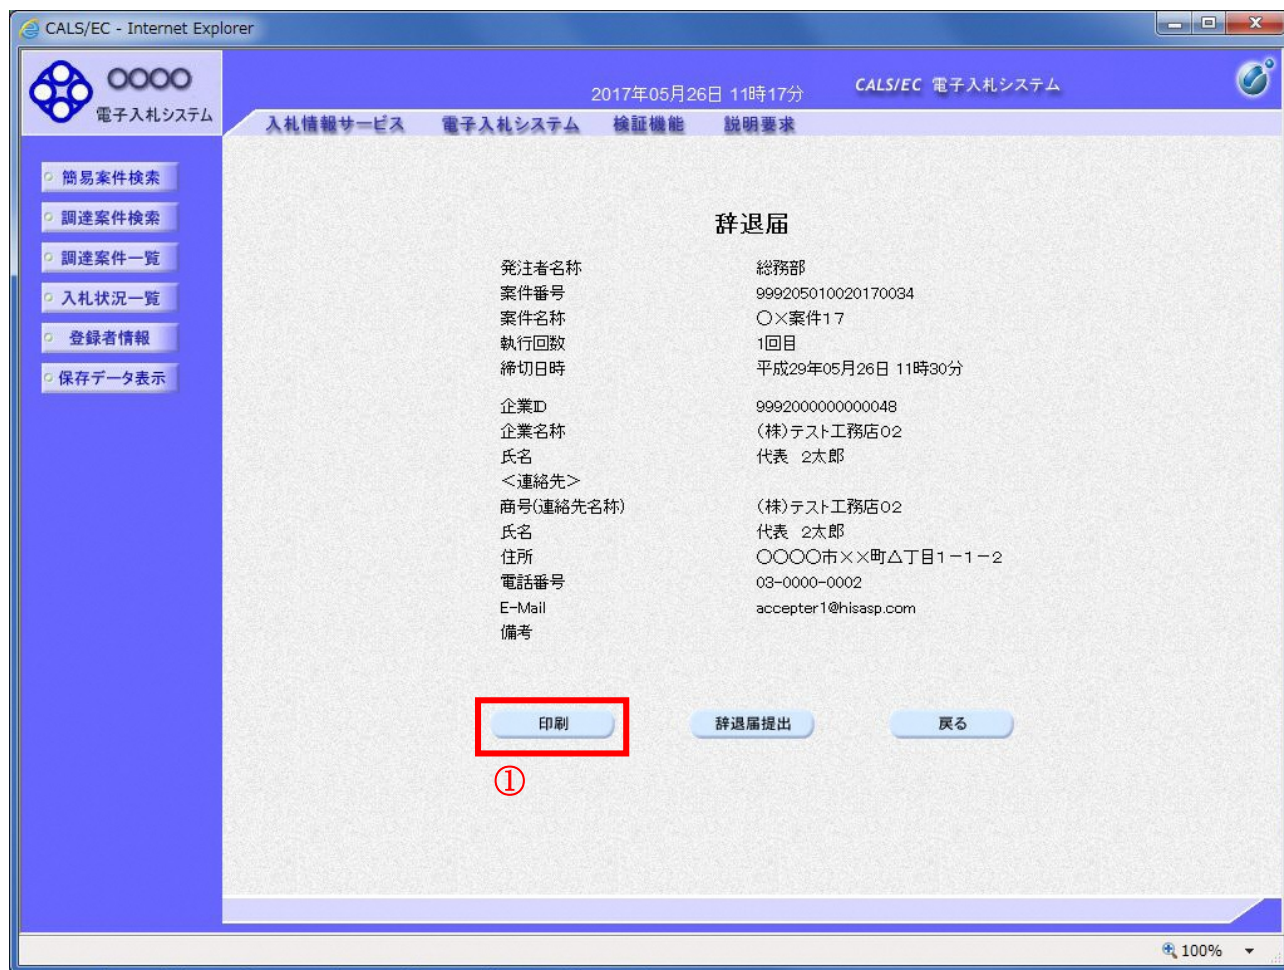 CALS/EC - Internet Explorer
○○○○
電子入札システム
2017年05月26日 11時17分
CALS/EC 電子入札システム
入札情報サービス 電子入札システム 検証機能 説明要求
簡易案件検索
調達案件検索
調達案件一覧
入札状況一覧
登録者情報
保存データ表示
辞退届
発注者名称 総務部
案件番号 999205010020170034
案件名称 ○×案件17
執行回数 1回目
締切日時 平成29年05月26日 11時30分
企業ID 9992000000000048
企業名称 (株)テスト工務店02
氏名 代表 2太郎
<連絡先>
商号(連絡先名称) (株)テスト工務店02
氏名 代表 2太郎
住所 ○○○○市××町△丁目1-1-2
電話番号 03-0000-0002
E-Mail accepter1@hisasp.com
備考
印刷 辞退届提出 戻る
①
100%